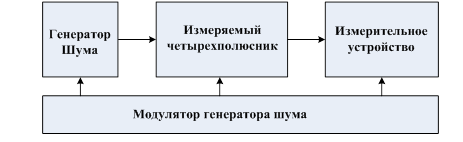 Генератор
Шума
Измеряемый
четырехполюсник
Измерительное
устройство
Модулятор генератора шума